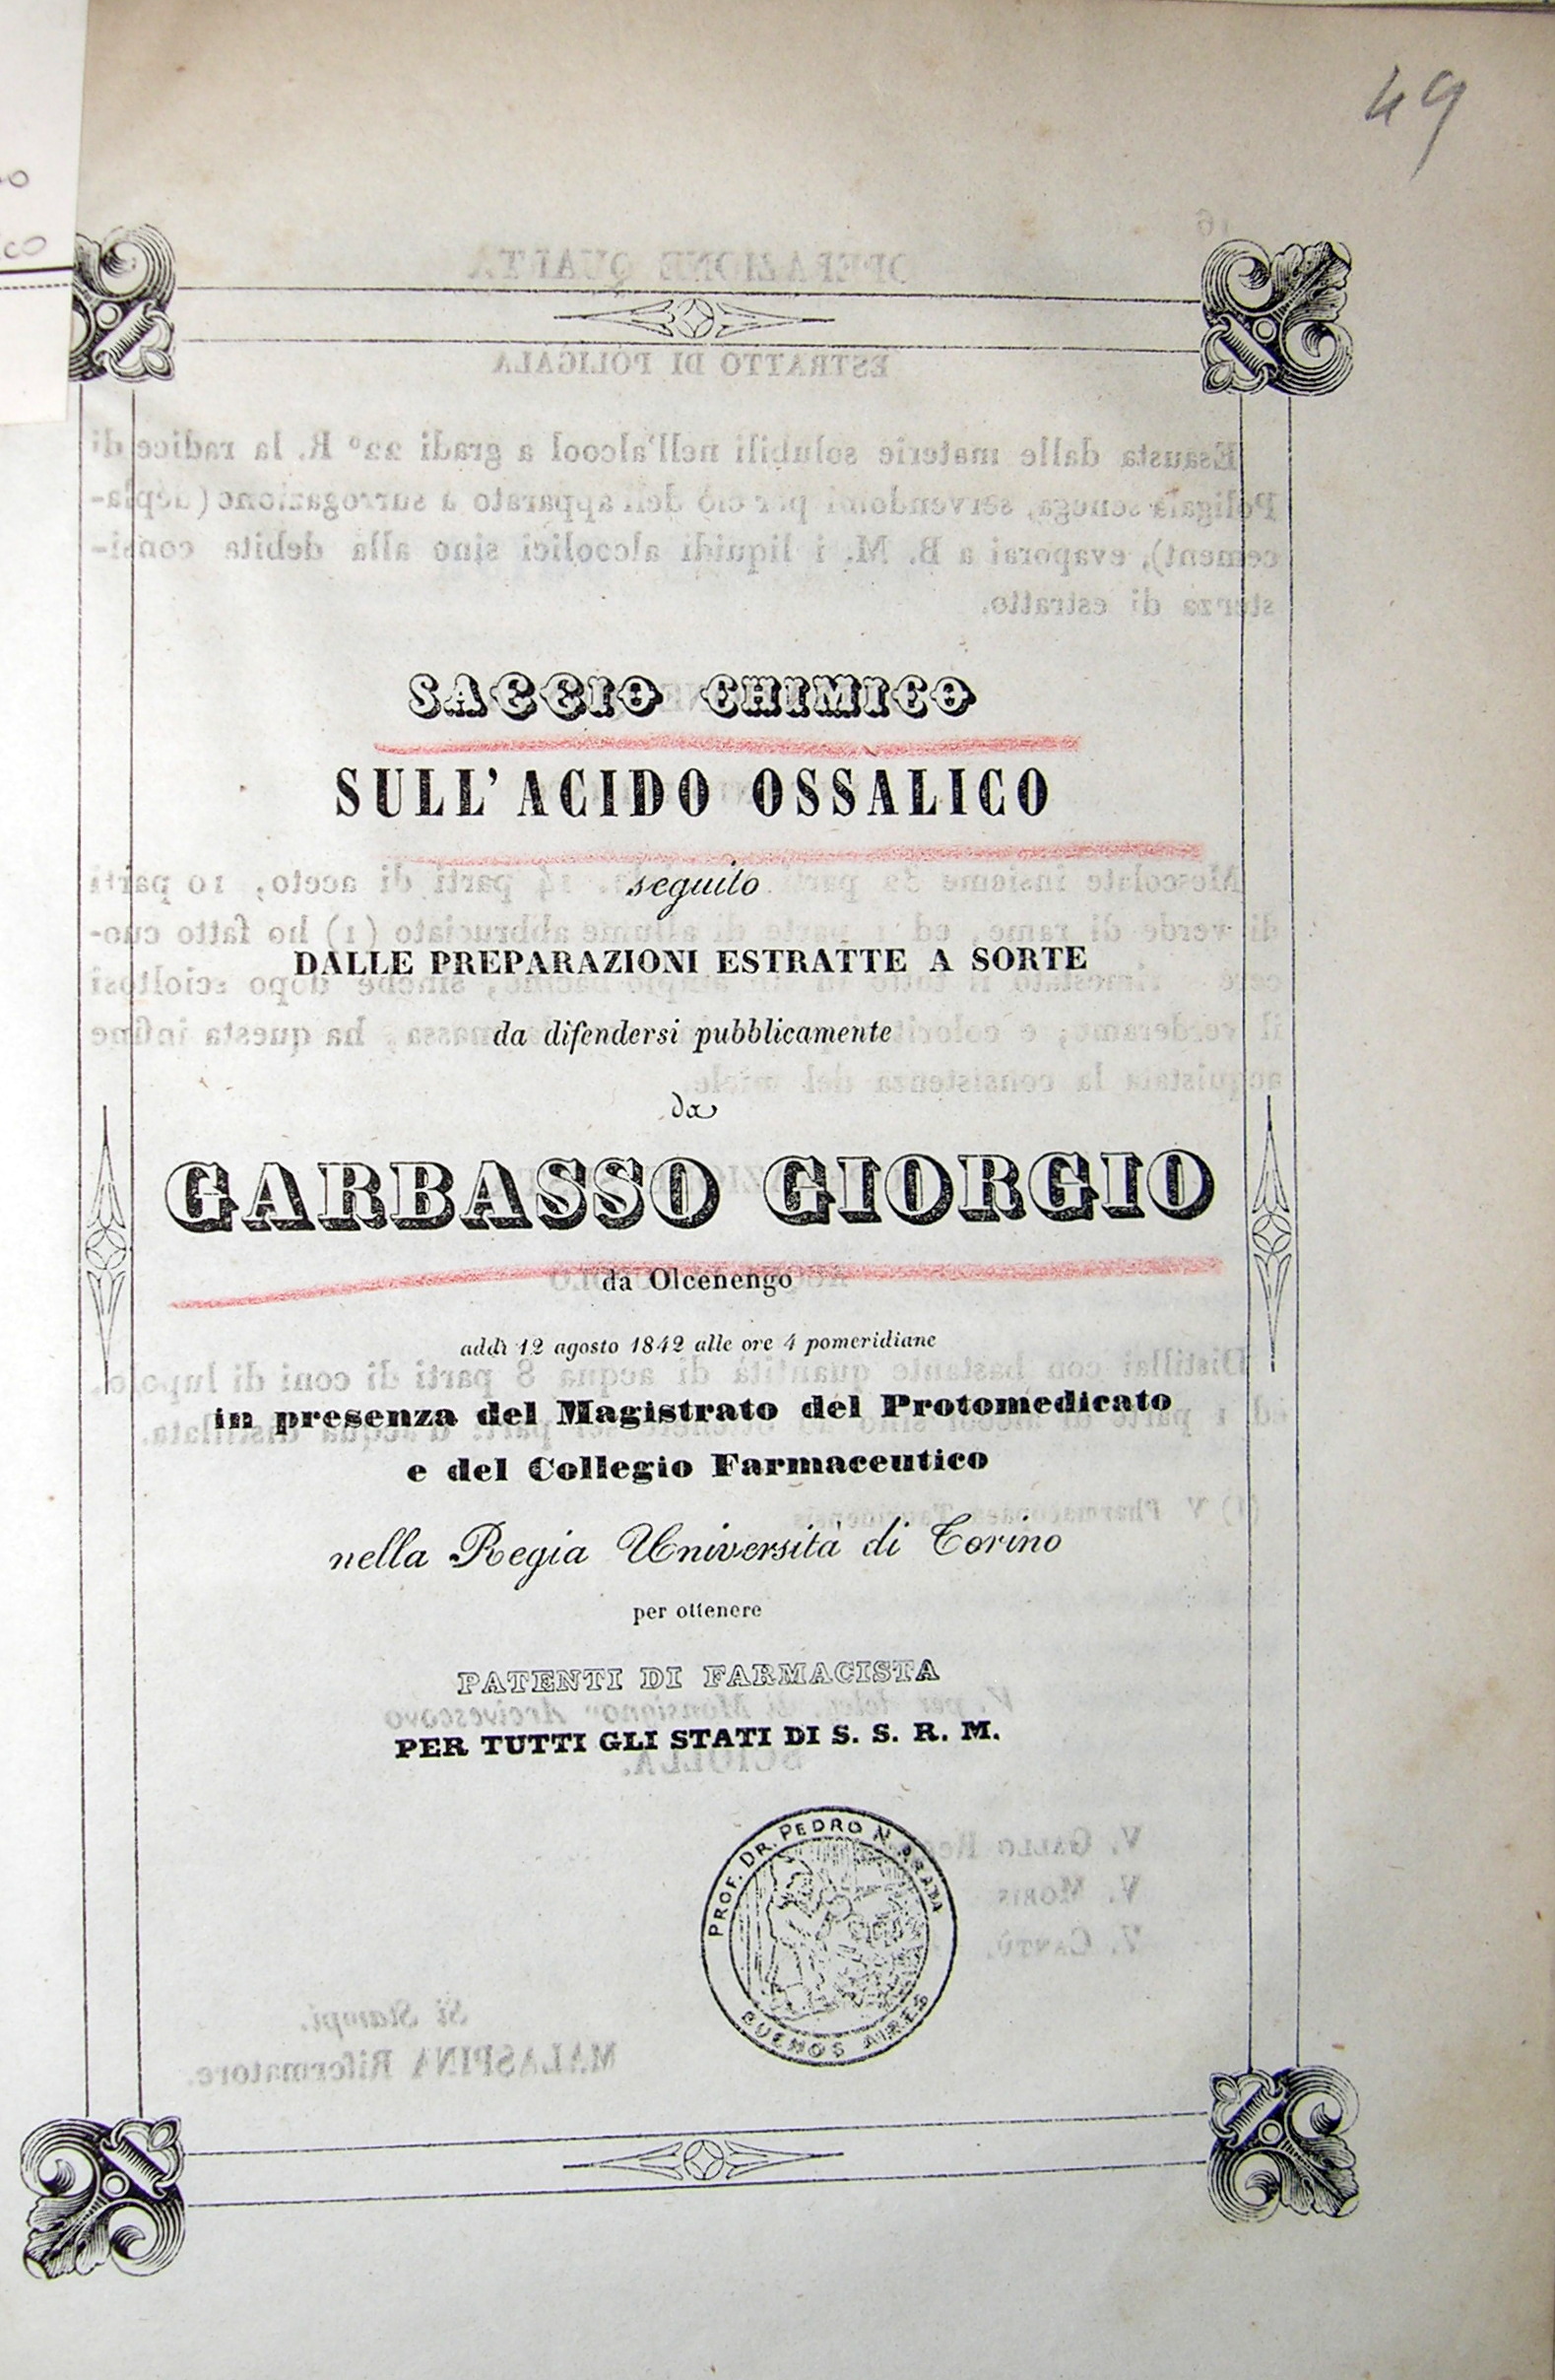 49
SAGGIO CHIMICO
SULL'ACIDO OSSALICO
seguito
DALLE PREPARAZIONI ESTRATTE A SORTE
da difendersi pubblicamente
da
GARBASSO GIORGIO
da Olcenengo
addì 12 agosto 1842 alle ore 4 pomeridiane
in presenza del Magistrato del Protomedicato
e del Collegio Farmaceutico
nella Regia Università di Torino
per ottenere
PATENTI DI FARMACISTA
PER TUTTI GLI STATI DI S. S. R. M.
PROF. DR. PEDRO N. ARATA
BUENOS AIRES